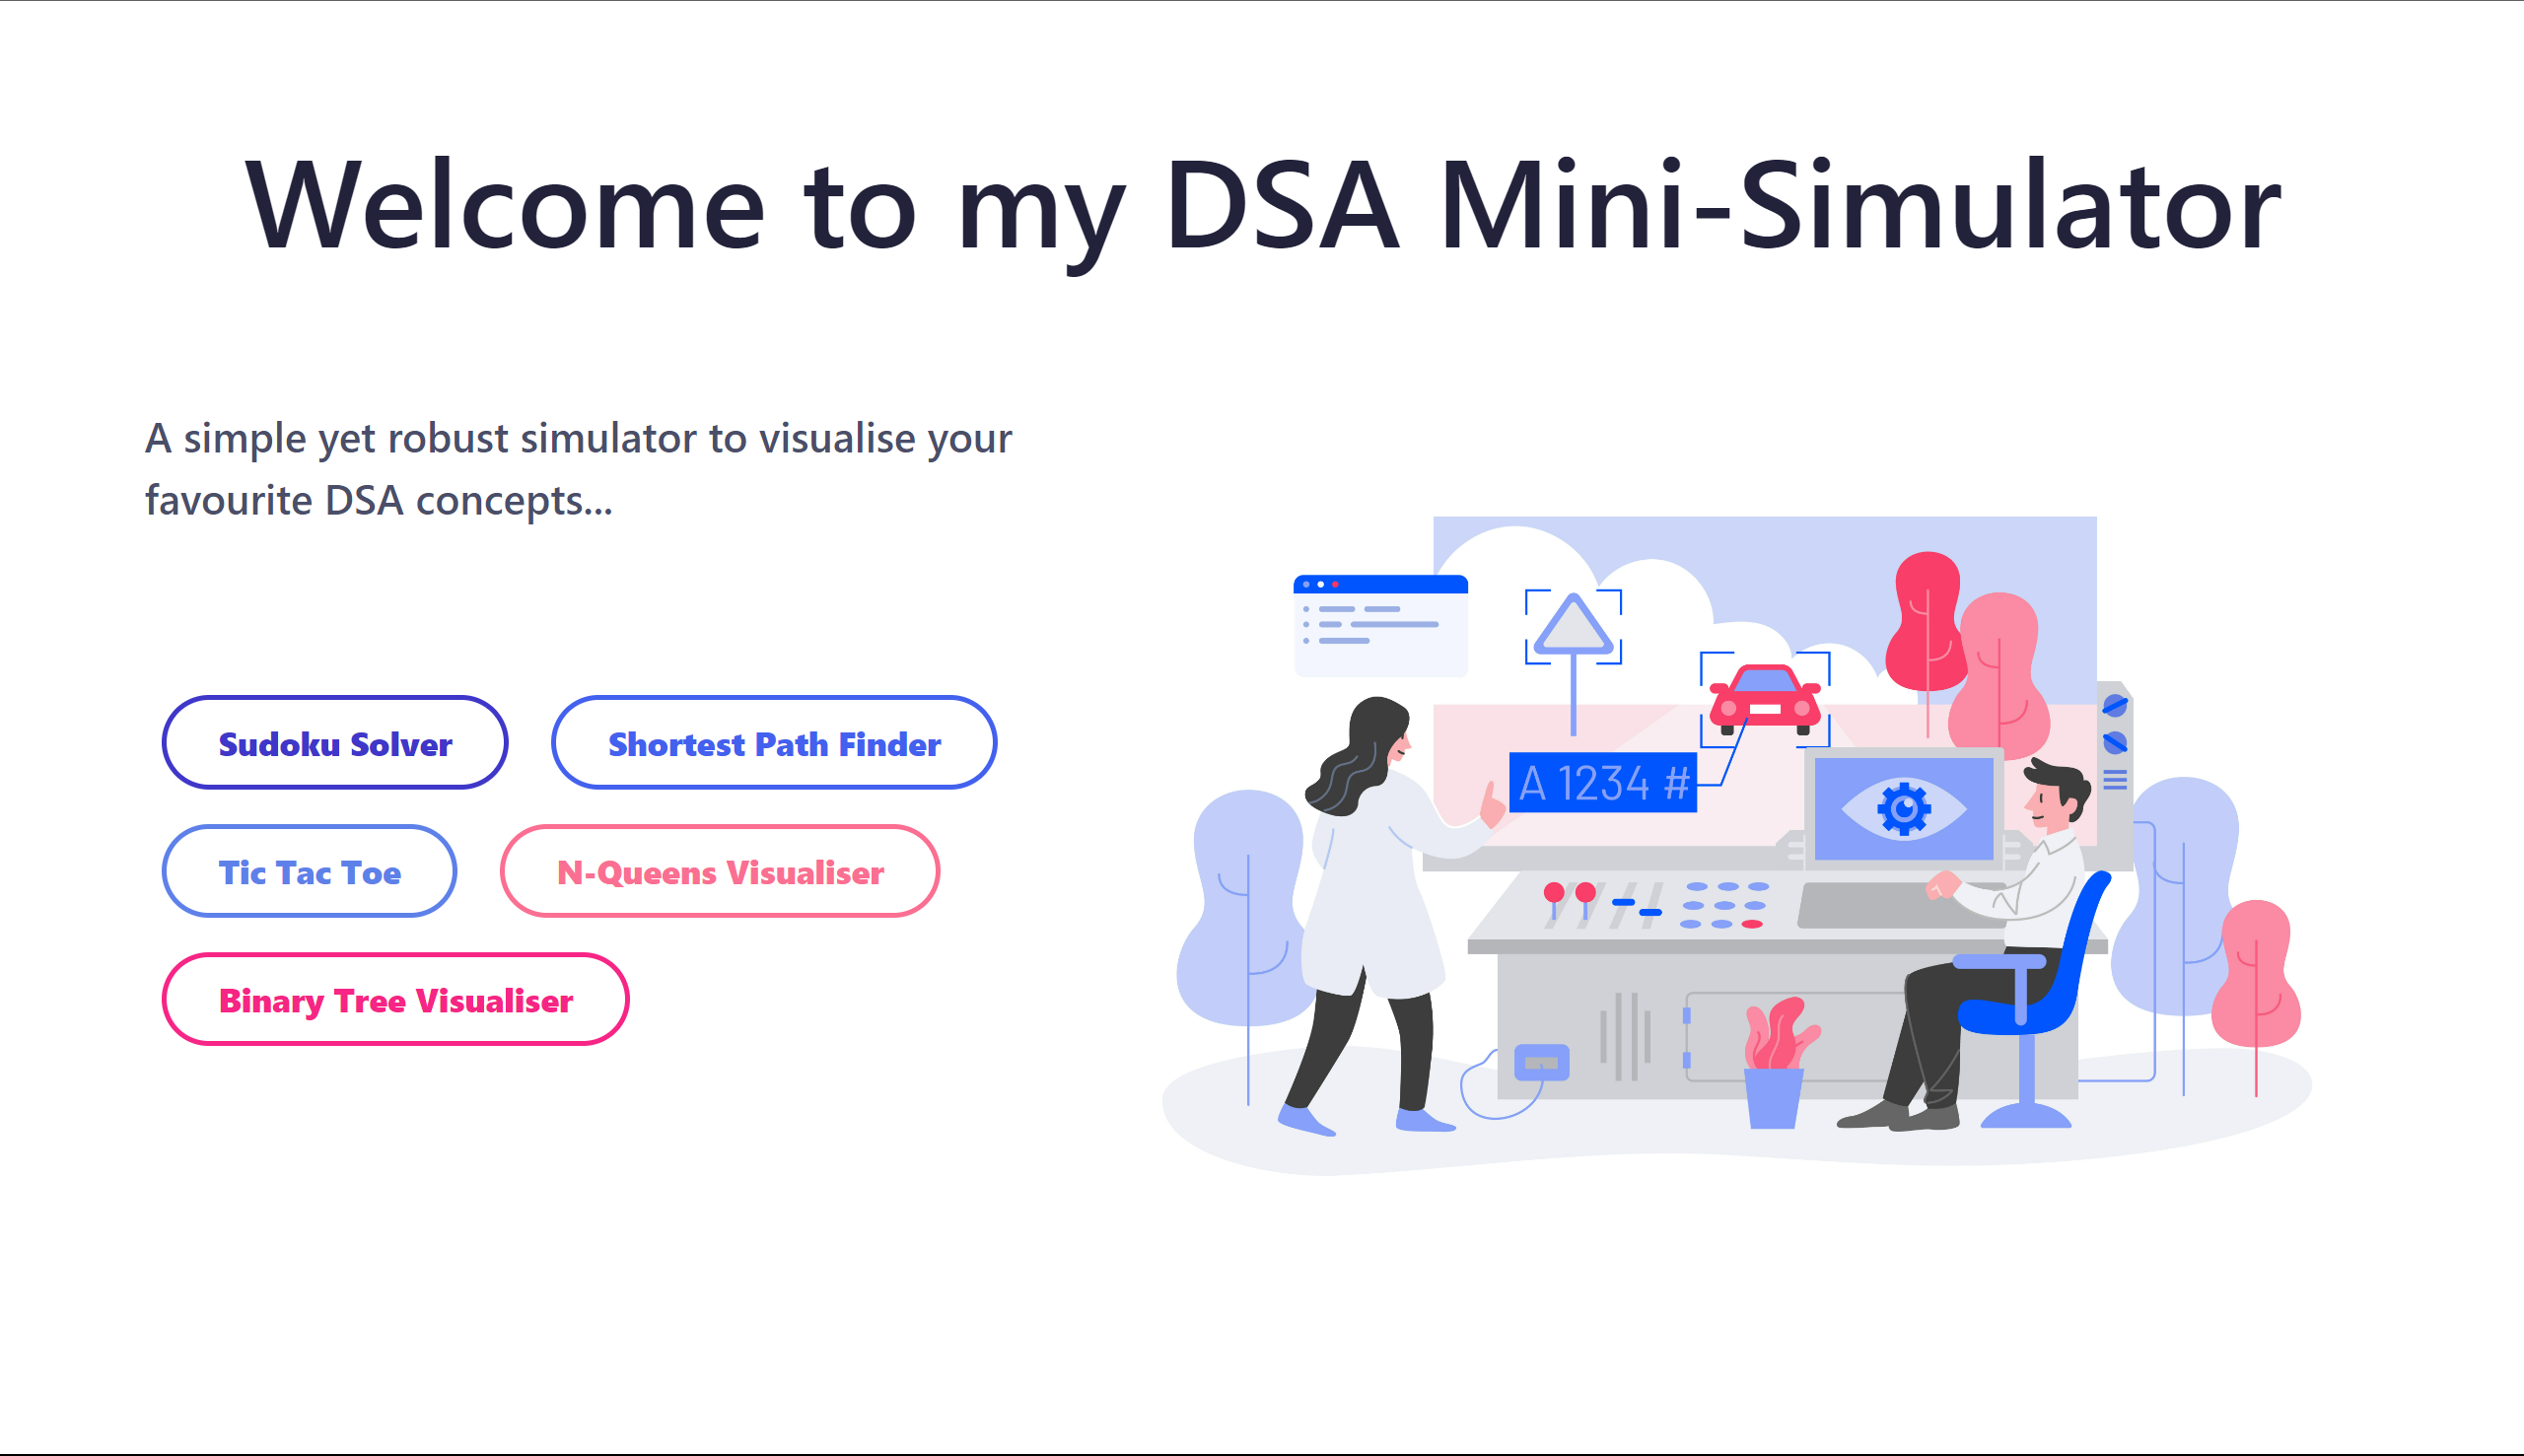 Welcome to my DSA Mini-Simulator
A simple yet robust simulator to visualise your
favourite DSA concepts...
Sudoku Solver
Shortest Path Finder
Tic Tac Toe
N-Queens Visualiser
Binary Tree Visualiser
A 1234 #